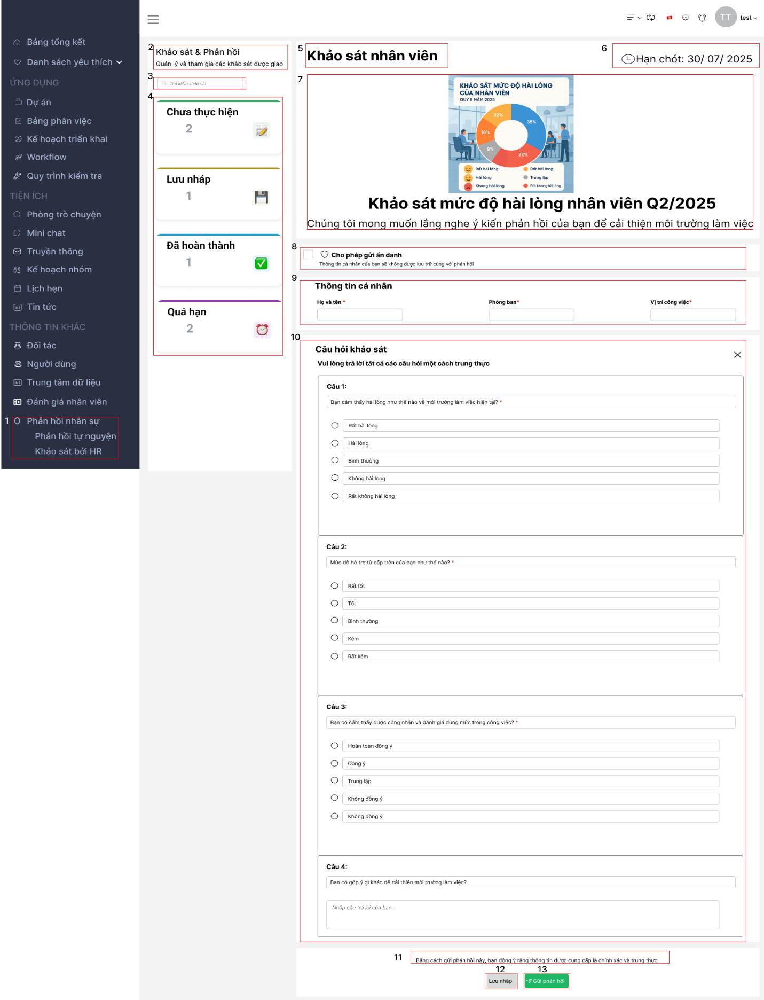 TT
test
Bảng tổng kết
Danh sách yêu thích
ỨNG DỤNG
Dự án
Bảng phân việc
Kế hoạch triển khai
Workflow
Quy trình kiểm tra
TIỆN ÍCH
Phòng trò chuyện
Mini chat
Truyền thông
Kế hoạch nhóm
Lịch hẹn
Tin tức
THÔNG TIN KHÁC
Đối tác
Người dùng
Trung tâm dữ liệu
Đánh giá nhân viên
1
Phản hồi nhân sự
Phản hồi tự nguyện
Khảo sát bởi HR
2
Khảo sát & Phản hồi
Quản lý và tham gia các khảo sát được giao
3
Tìm kiếm khảo sát
4
Chưa thực hiện
2
Lưu nháp
1
Đã hoàn thành
1
Quá hạn
2
5
Khảo sát nhân viên
6
Hạn chót: 30/ 07/ 2025
7
KHẢO SÁT MỨC ĐỘ HÀI LÒNG
CỦA NHÂN VIÊN
QUÝ II NĂM 2025
32%
35%
18%
9%
22%
Rất hài lòng
Rất hài lòng
Hài lòng
Trung lập
Không hài lòng
Rất không hài lòng
Khảo sát mức độ hài lòng nhân viên Q2/2025
Chúng tôi mong muốn lắng nghe ý kiến phản hồi của bạn để cải thiện môi trường làm việc
8
Cho phép gửi ẩn danh
Thông tin cá nhân của bạn sẽ không được lưu trữ cùng với phản hồi
9
Thông tin cá nhân
Họ và tên *
Phòng ban*
Vị trí công việc*
10
Câu hỏi khảo sát
Vui lòng trả lời tất cả các câu hỏi một cách trung thực
Câu 1:
Bạn cảm thấy hài lòng như thế nào về môi trường làm việc hiện tại? *
Rất hài lòng
Hài lòng
Bình thường
Không hài lòng
Rất không hài lòng
Câu 2:
Mức độ hỗ trợ từ cấp trên của bạn như thế nào? *
Rất tốt
Tốt
Bình thường
Kém
Rất kém
Câu 3:
Bạn có cảm thấy được công nhận và đánh giá đúng mức trong công việc? *
Hoàn toàn đồng ý
Đồng ý
Trung lập
Không đồng ý
Không đồng ý
Câu 4:
Bạn có góp ý gì khác để cải thiện môi trường làm việc?
Nhập câu trả lời của bạn...
11
Bằng cách gửi phản hồi này, bạn đồng ý rằng thông tin được cung cấp là chính xác và trung thực.
12
13
Lưu nháp
Gửi phản hồi